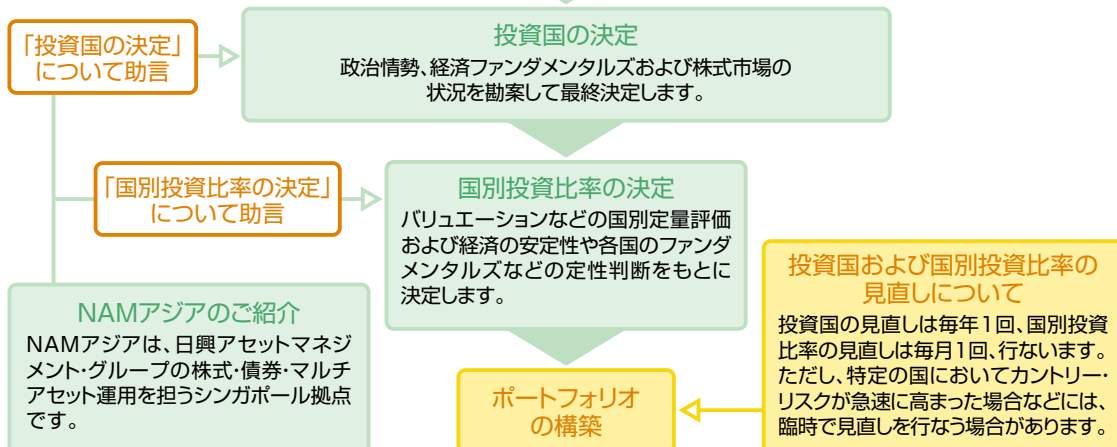 「投資国の決定」
について助言
投資国の決定
政治情勢、経済ファンダメンタルズおよび株式市場の
状況を勘案して最終決定します。
「国別投資比率の決定」
について助言
国別投資比率の決定
バリュエーションなどの国別定量評価
および経済の安定性や各国のファンダ
メンタルズなどの定性判断をもとに
決定します。
NAMアジアのご紹介
NAMアジアは、日興アセットマネジ
メント・グループの株式・債券・マルチ
アセット運用を担うシンガポール拠点
です。
投資国および国別投資比率の
見直しについて
投資国の見直しは毎年1回、国別投資
比率の見直しは毎月1回、行ないます。
ただし、特定の国においてカントリー・
リスクが急速に高まった場合などには、
臨時で見直しを行なう場合があります。
ポートフォリオ
の構築